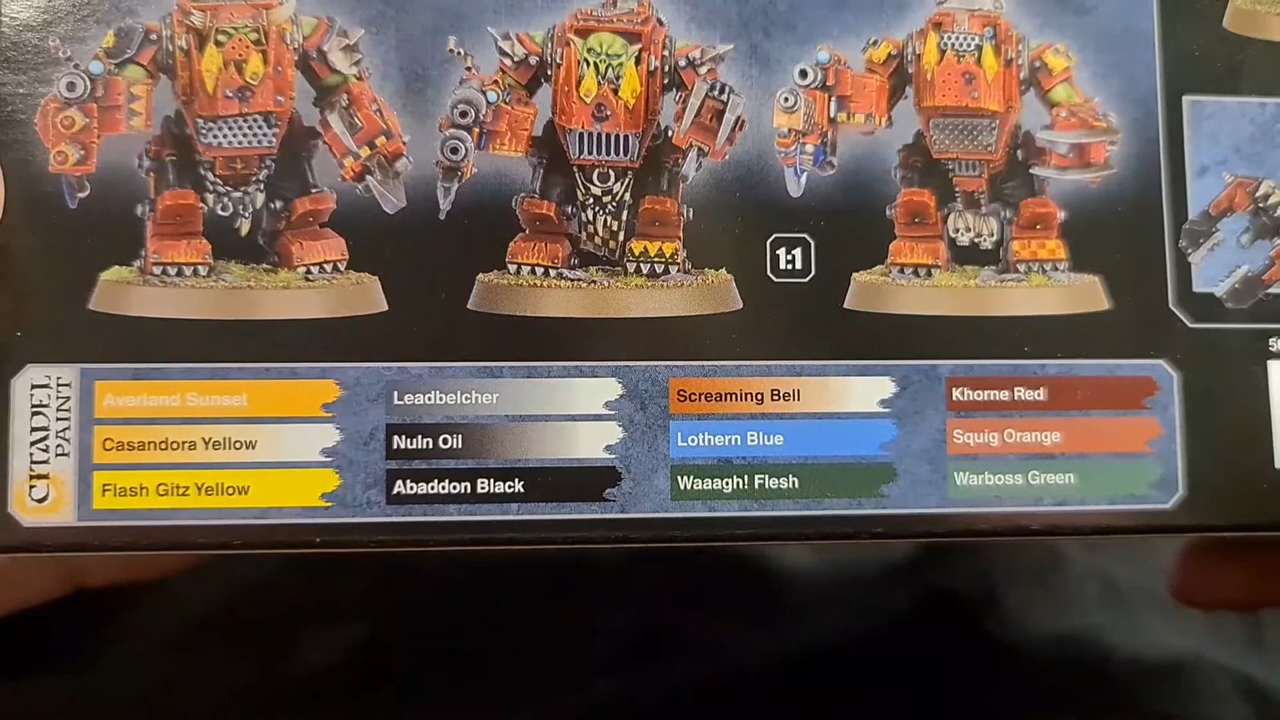 1:1
CITADEL
PAINT
Averland Sunset
Casandora Yellow
Flash Gitz Yellow
Leadbelcher
Nuln Oil
Abaddon Black
Screaming Bell
Lothern Blue
Waaagh! Flesh
Khorne Red
Squig Orange
Warboss Green